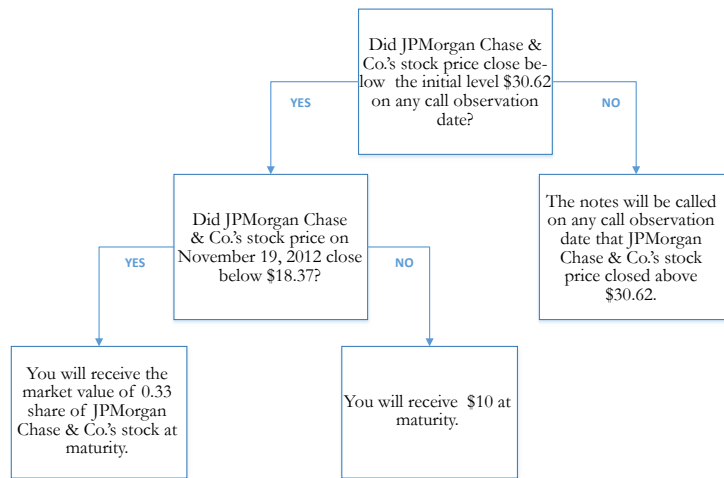 Did JPMorgan Chase &
Co.'s stock price close be-
low the initial level $30.62
on any call observation
date?
YES
NO
Did JPMorgan Chase
& Co.'s stock price on
November 19, 2012 close
below $18.37?
The notes will be called
on any call observation
date that JPMorgan
Chase & Co.'s stock
price closed above
$30.62.
YES
NO
You will receive the
market value of 0.33
share of JPMorgan
Chase & Co.'s stock at
maturity.
You will receive $10 at
maturity.